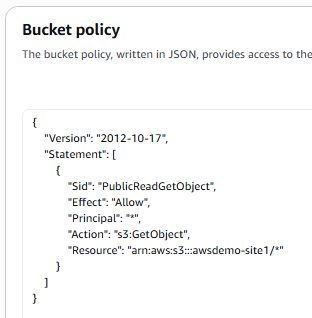 Bucket policy
The bucket policy, written in JSON, provides access to the
{
"Version": "2012-10-17",
"Statement": [
{
"Sid": "PublicReadGetObject",
"Effect": "Allow",
"Principal": "*",
"Action": "s3:GetObject",
"Resource": "arn:aws:s3:::awsdemo-site1/*"
}
]
}